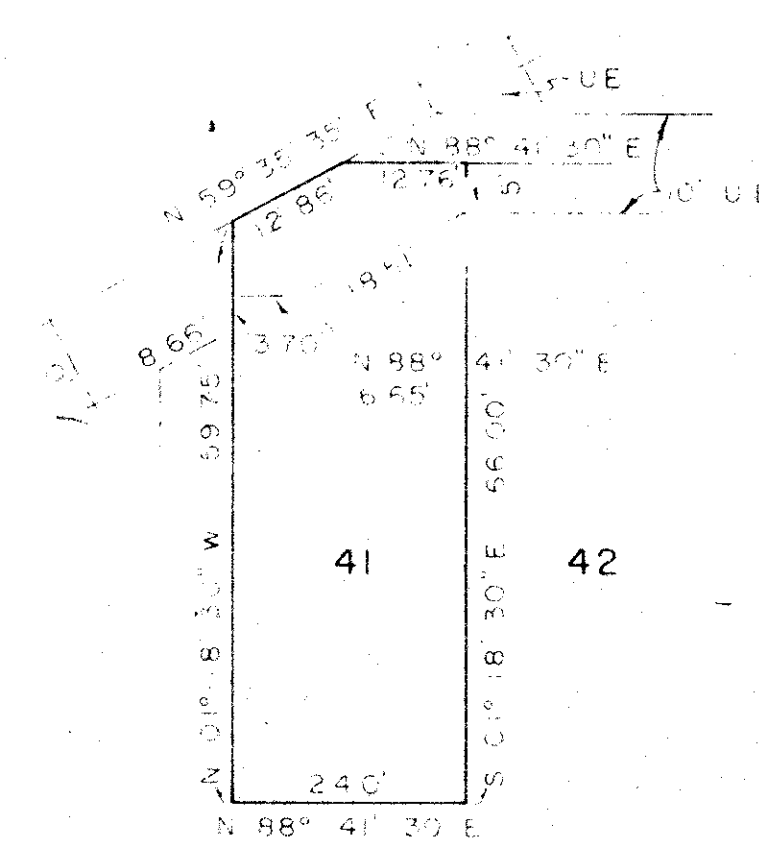 5' UE
N 59° 35' 35" E
N 88° 41' 30" E
12 86'
12 76'
5
10' UE
8 66'
3 70'
N 88° 41' 30" E
6 65'
59 75'
66 00'
41
42
N 01° 18' 30" W
S 01° 18' 30" E
24 0'
N 88° 41' 30 E